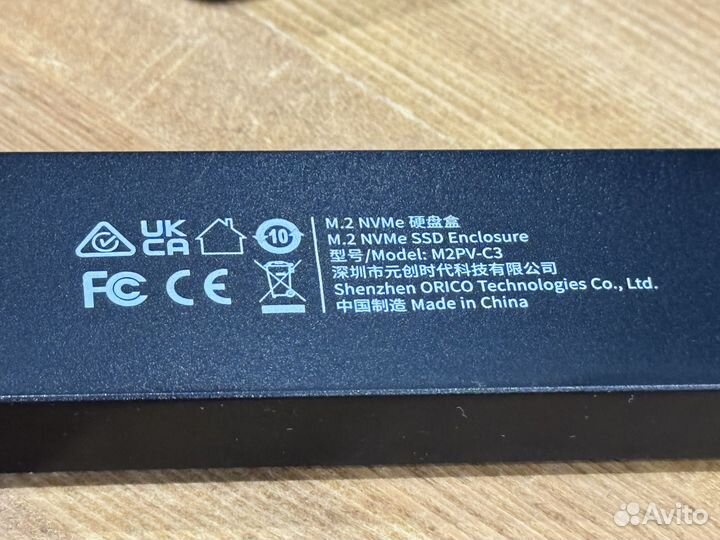 UK
CA
10
FC CE
M.2 NVMe 硬盘盒
M.2 NVMe SSD Enclosure
型号/Model: M2PV-C3
深圳市元创时代科技有限公司
Shenzhen ORICO Technologies Co., Ltd.
中国制造 Made in China
Avito